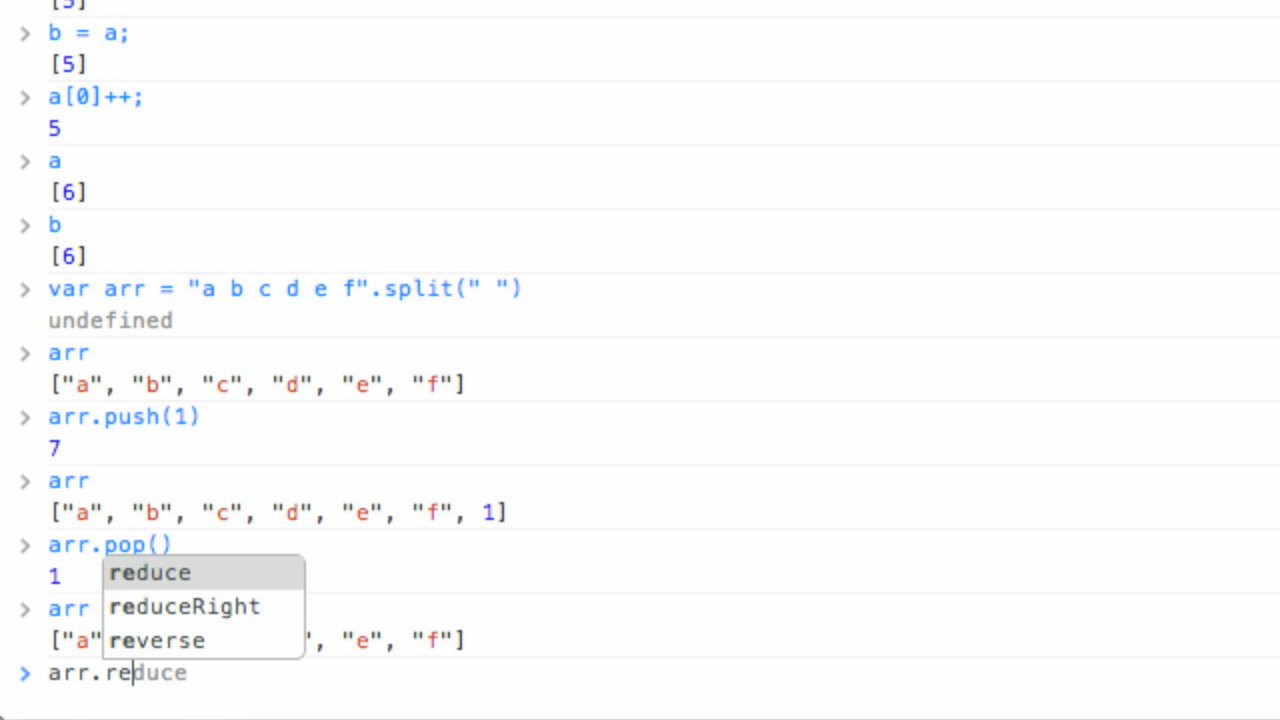 [5]
> b = a;
[5]
> a[0]++;
5
> a
[6]
> b
[6]
> var arr = "a b c d e f".split(" ")
undefined
> arr
["a", "b", "c", "d", "e", "f"]
> arr.push(1)
7
> arr
["a", "b", "c", "d", "e", "f", 1]
> arr.pop()
1
reduce
> arr
reduceRight
["a"
reverse
", "e", "f"]
> arr.reduce